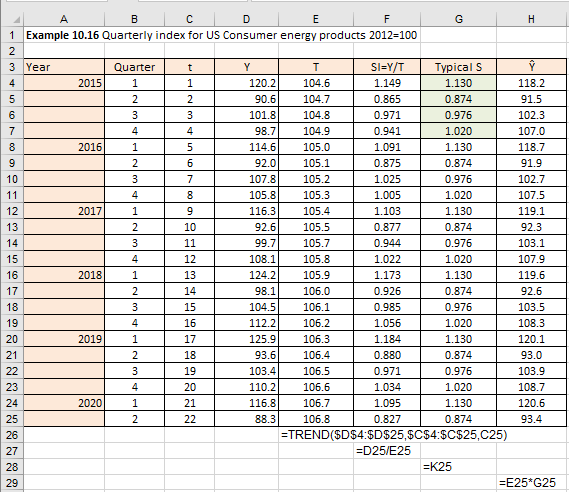 A B C D E F G H
1 Example 10.16 Quarterly index for US Consumer energy products 2012=100
2
3 Year Quarter t Y T SI=Y/T Typical S Ŷ
4 2015 1 1 120.2 104.6 1.149 1.130 118.2
5 2 2 90.6 104.7 0.865 0.874 91.5
6 3 3 101.8 104.8 0.971 0.976 102.3
7 4 4 98.7 104.9 0.941 1.020 107.0
8 2016 1 5 114.6 105.0 1.091 1.130 118.7
9 2 6 92.0 105.1 0.875 0.874 91.9
10 3 7 107.8 105.2 1.025 0.976 102.7
11 4 8 105.8 105.3 1.005 1.020 107.5
12 2017 1 9 116.3 105.4 1.103 1.130 119.1
13 2 10 92.6 105.5 0.877 0.874 92.3
14 3 11 99.7 105.7 0.944 0.976 103.1
15 4 12 108.1 105.8 1.022 1.020 107.9
16 2018 1 13 124.2 105.9 1.173 1.130 119.6
17 2 14 98.1 106.0 0.926 0.874 92.6
18 3 15 104.5 106.1 0.985 0.976 103.5
19 4 16 112.2 106.2 1.056 1.020 108.3
20 2019 1 17 125.9 106.3 1.184 1.130 120.1
21 2 18 93.6 106.4 0.880 0.874 93.0
22 3 19 103.4 106.5 0.971 0.976 103.9
23 4 20 110.2 106.6 1.034 1.020 108.7
24 2020 1 21 116.8 106.7 1.095 1.130 120.6
25 2 22 88.3 106.8 0.827 0.874 93.4
26 =TREND($D$4:$D$25,$C$4:$C$25,C25)
27 =D25/E25
28 =K25
29 =E25*G25